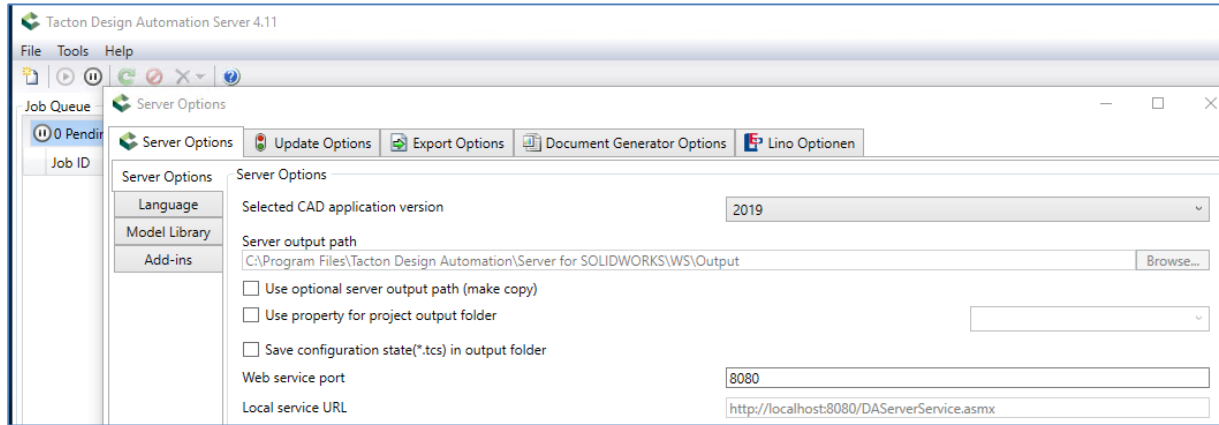 Tacton Design Automation Server 4.11
File Tools Help
Job Queue
Server Options
0 Pendin
Server Options Update Options Export Options Document Generator Options Lino Optionen
Job ID
Server Options
Language
Model Library
Add-ins
Server Options
Selected CAD application version 2019
Server output path
C:\Program Files\Tacton Design Automation\Server for SOLIDWORKS\WS\Output Browse...
Use optional server output path (make copy)
Use property for project output folder
Save configuration state(*.tcs) in output folder
Web service port 8080
Local service URL http://localhost:8080/DAServerService.asmx